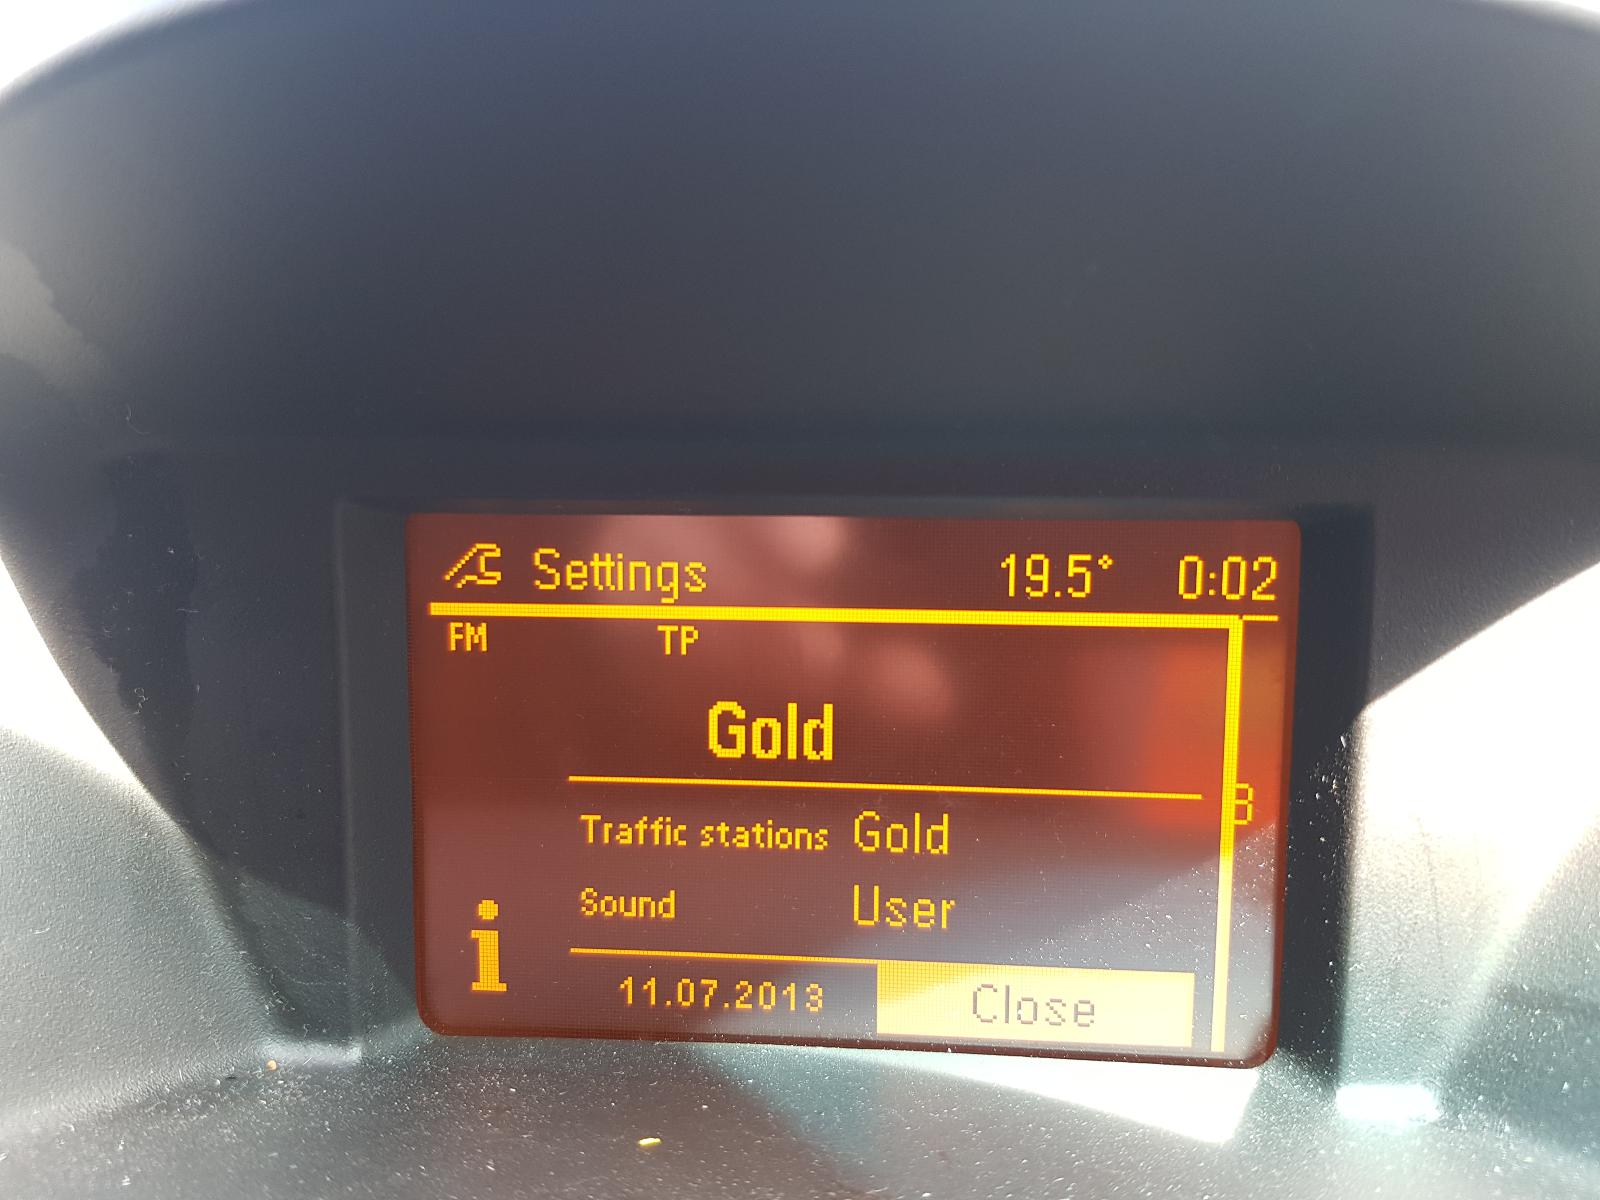 Settings 19.5° 0:02
FM TP
Gold
Traffic stations Gold
Sound User
i
11.07.2013 Close